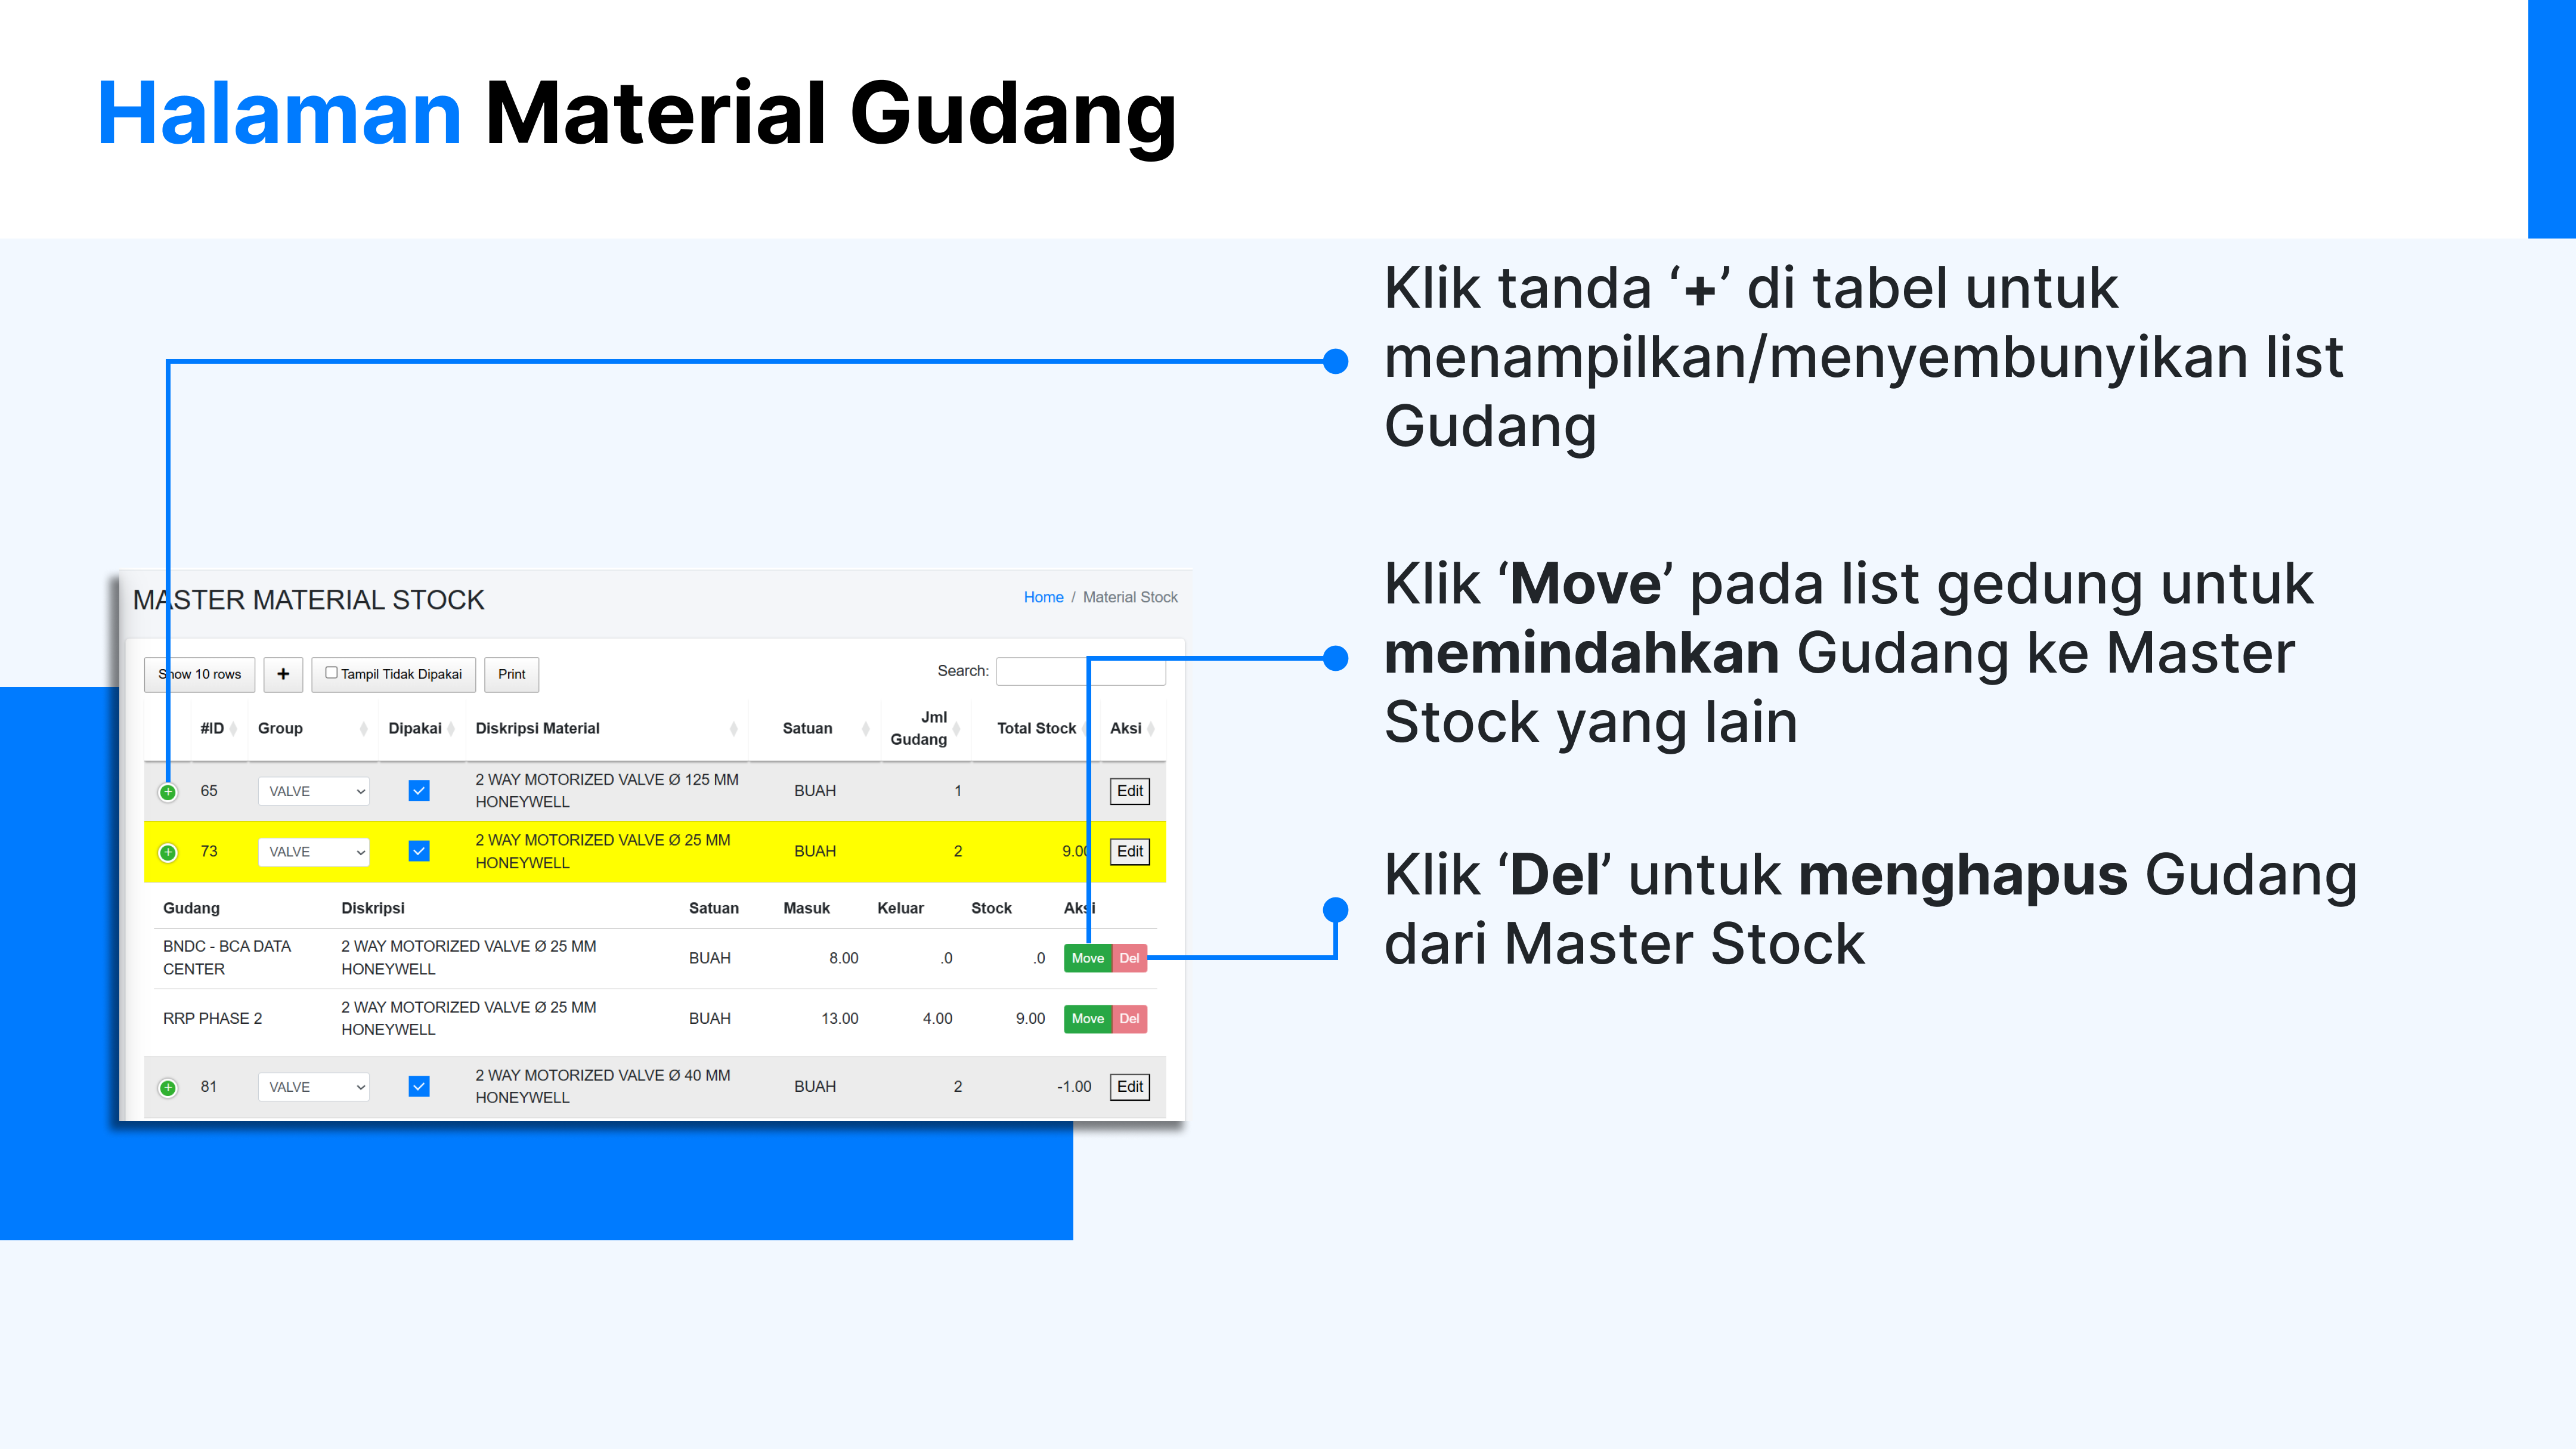 Halaman Material Gudang
Klik tanda ‘+’ di tabel untuk
menampilkan/menyembunyikan list
Gudang
Klik ‘Move’ pada list gedung untuk
memindahkan Gudang ke Master
Stock yang lain
Klik ‘Del’ untuk menghapus Gudang
dari Master Stock
MASTER MATERIAL STOCK
Home / Material Stock
Show 10 rows + Tampil Tidak Dipakai Print Search:
#ID Group Dipakai Diskripsi Material Satuan Jml Gudang Total Stock Aksi
65 VALVE 2 WAY MOTORIZED VALVE Ø 125 MM BUAH 1 Edit
HONEYWELL
73 VALVE 2 WAY MOTORIZED VALVE Ø 25 MM BUAH 2 9.00 Edit
HONEYWELL
Gudang Diskripsi Satuan Masuk Keluar Stock Aksi
BNDC - BCA DATA 2 WAY MOTORIZED VALVE Ø 25 MM BUAH 8.00 .0 .0 Move Del
CENTER HONEYWELL
RRP PHASE 2 2 WAY MOTORIZED VALVE Ø 25 MM BUAH 13.00 4.00 9.00 Move Del
HONEYWELL
81 VALVE 2 WAY MOTORIZED VALVE Ø 40 MM BUAH 2 -1.00 Edit
HONEYWELL